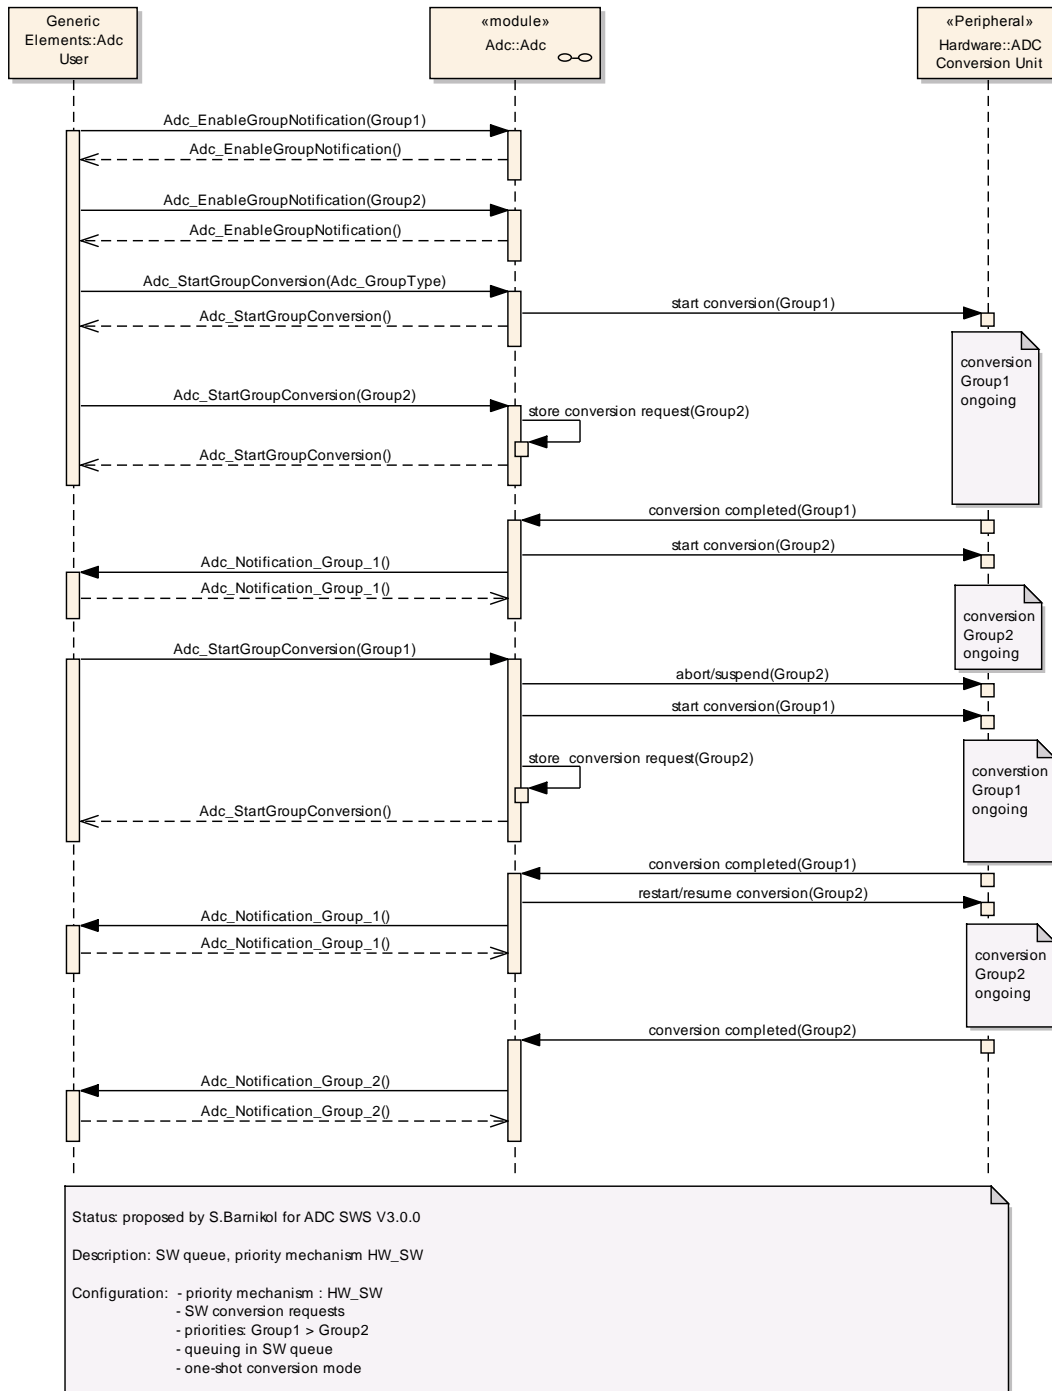 Generic
Elements::Adc
User
«module»
Adc::Adc
«Peripheral»
Hardware::ADC
Conversion Unit
Adc_EnableGroupNotification(Group1)
Adc_EnableGroupNotification()
Adc_EnableGroupNotification(Group2)
Adc_EnableGroupNotification()
Adc_StartGroupConversion(Adc_GroupType)
start conversion(Group1)
Adc_StartGroupConversion()
conversion
Group1
ongoing
Adc_StartGroupConversion(Group2)
store conversion request(Group2)
Adc_StartGroupConversion()
conversion completed(Group1)
start conversion(Group2)
Adc_Notification_Group_1()
Adc_Notification_Group_1()
conversion
Group2
ongoing
Adc_StartGroupConversion(Group1)
abort/suspend(Group2)
start conversion(Group1)
store conversion request(Group2)
converstion
Group1
ongoing
Adc_StartGroupConversion()
conversion completed(Group1)
restart/resume conversion(Group2)
Adc_Notification_Group_1()
Adc_Notification_Group_1()
conversion
Group2
ongoing
conversion completed(Group2)
Adc_Notification_Group_2()
Adc_Notification_Group_2()
Status: proposed by S.Barnikol for ADC SWS V3.0.0
Description: SW queue, priority mechanism HW_SW
Configuration: - priority mechanism : HW_SW
- SW conversion requests
- priorities: Group1 > Group2
- queuing in SW queue
- one-shot conversion mode